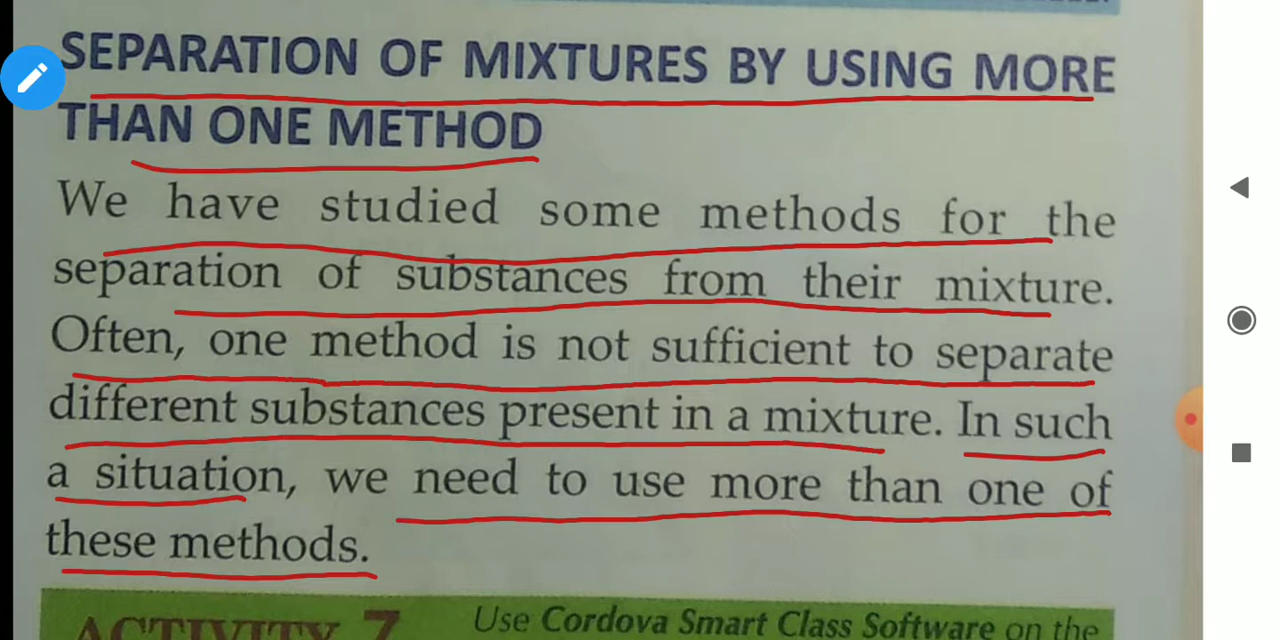 SEPARATION OF MIXTURES BY USING MORE
THAN ONE METHOD
We have studied some methods for the
separation of substances from their mixture.
Often, one method is not sufficient to separate
different substances present in a mixture. In such
a situation, we need to use more than one of
these methods.
ACTIVITY 7
Use Cordova Smart Class Software on the